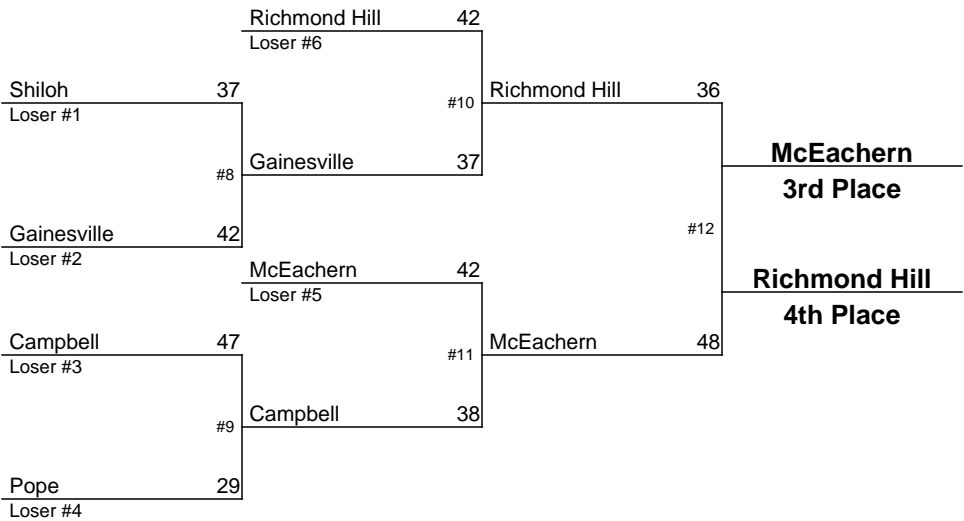 Richmond Hill 42
Loser #6
Shiloh 37
Loser #1
#10
Richmond Hill 36
#8
Gainesville 37
McEachern
3rd Place
Gainesville 42
Loser #2
#12
McEachern 42
Loser #5
Richmond Hill
4th Place
Campbell 47
Loser #3
#11
McEachern 48
#9
Campbell 38
Pope 29
Loser #4